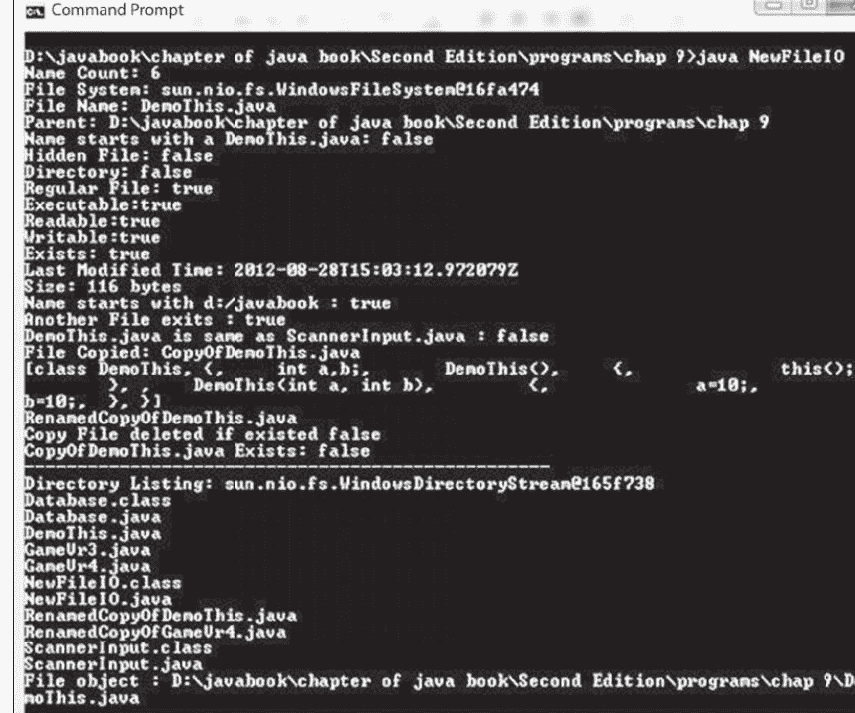 Command Prompt
D:\javabook\chapter of java book\Second Edition\programs\chap 9>java NewFileIO
Name Count: 6
File System: sun.nio.fs.WindowsFileSystem@16fa474
File Name: DemoThis.java
Parent: D:\javabook\chapter of java book\Second Edition\programs\chap 9
Name starts with a DemoThis.java: false
Hidden File: false
Directory: false
Regular File: true
Executable:true
Readable:true
Writable:true
Exists: true
Last Modified Time: 2012-08-28T15:03:12.972079Z
Size: 116 bytes
Name starts with d:/javabook : true
Another File exits : true
DemoThis.java is same as ScannerInput.java : false
File Copied: CopyOfDemoThis.java
[class DemoThis, {,     int a,b;,         DemoThis(),     {,             this();
        }, ,     DemoThis(int a, int b),         {,             a=10;,
b=10;,  }, }]
RenamedCopyOfDemoThis.java
Copy File deleted if existed false
CopyOfDemoThis.java Exists: false
--------------------------------------------------
Directory Listing: sun.nio.fs.WindowsDirectoryStream@165f738
Database.class
Database.java
DemoThis.java
GameVr3.java
GameVr4.java
NewFileIO.class
NewFileIO.java
RenamedCopyOfDemoThis.java
RenamedCopyOfGameVr4.java
ScannerInput.class
ScannerInput.java
File object : D:\javabook\chapter of java book\Second Edition\programs\chap 9\De
moThis.java